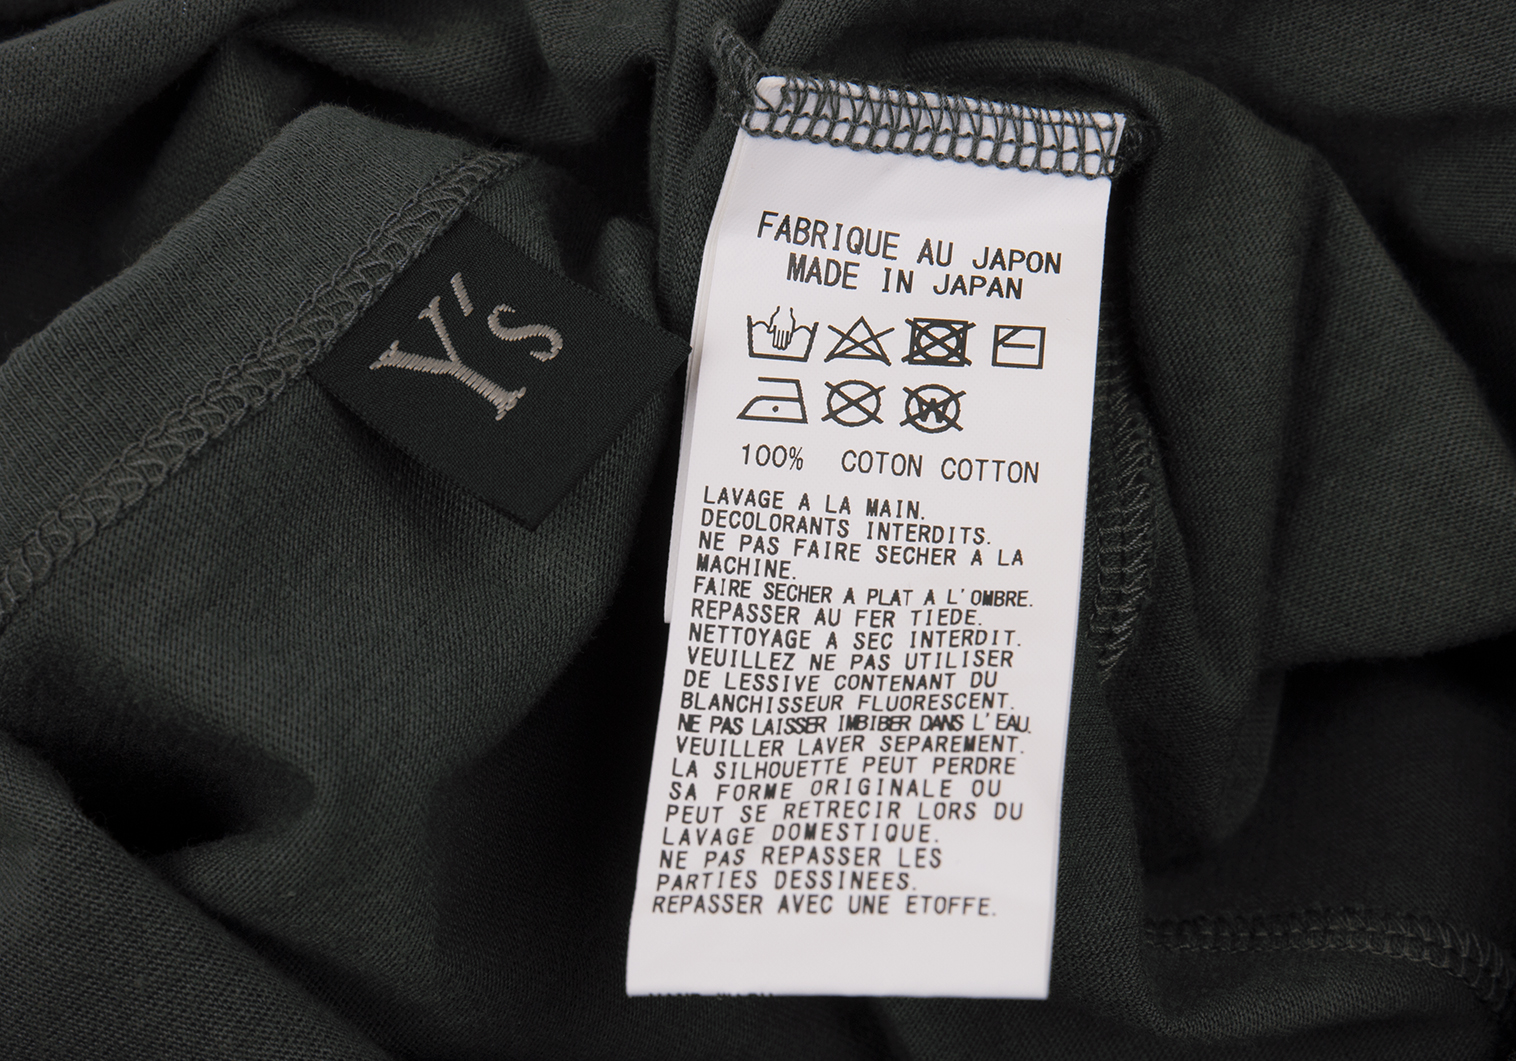 Y's
FABRIQUE AU JAPON
MADE IN JAPAN
W
100% COTON COTTON
LAVAGE A LA MAIN.
DECOLORANTS INTERDITS.
NE PAS FAIRE SECHER A LA
MACHINE.
FAIRE SECHER A PLAT A L'OMBRE.
REPASSER AU FER TIEDE.
NETTOYAGE A SEC INTERDIT.
VEUILLEZ NE PAS UTILISER
DE LESSIVE CONTENANT DU
BLANCHISSEUR FLUORESCENT.
NE PAS LAISSER IMBIBER DANS L'EAU.
VEUILLER LAVER SEPAREMENT.
LA SILHOUETTE PEUT PERDRE
SA FORME ORIGINALE OU
PEUT SE RETRECIR LORS DU
LAVAGE DOMESTIQUE.
NE PAS REPASSER LES
PARTIES DESSINEES.
REPASSER AVEC UNE ETOFFE.